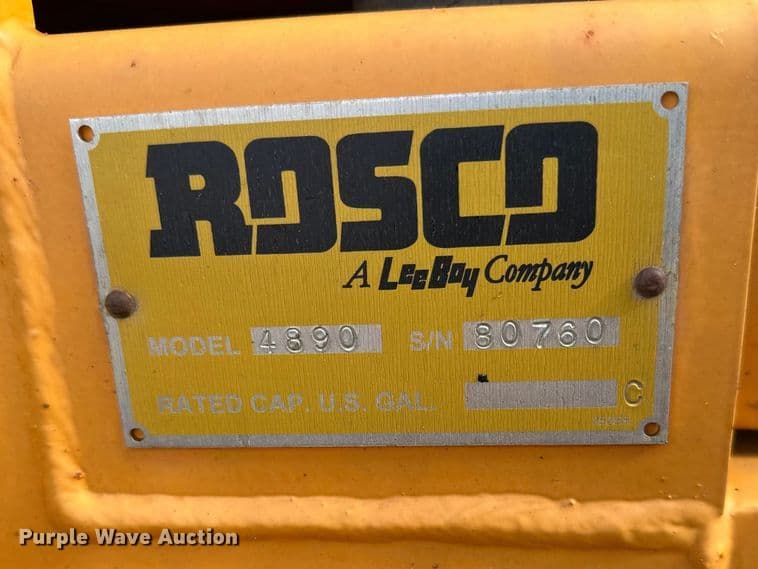 ROSCO
A LeeBoy Company
MODEL 4890 S/N 80760
RATED CAP. U.S. GAL. C
Purple Wave Auction